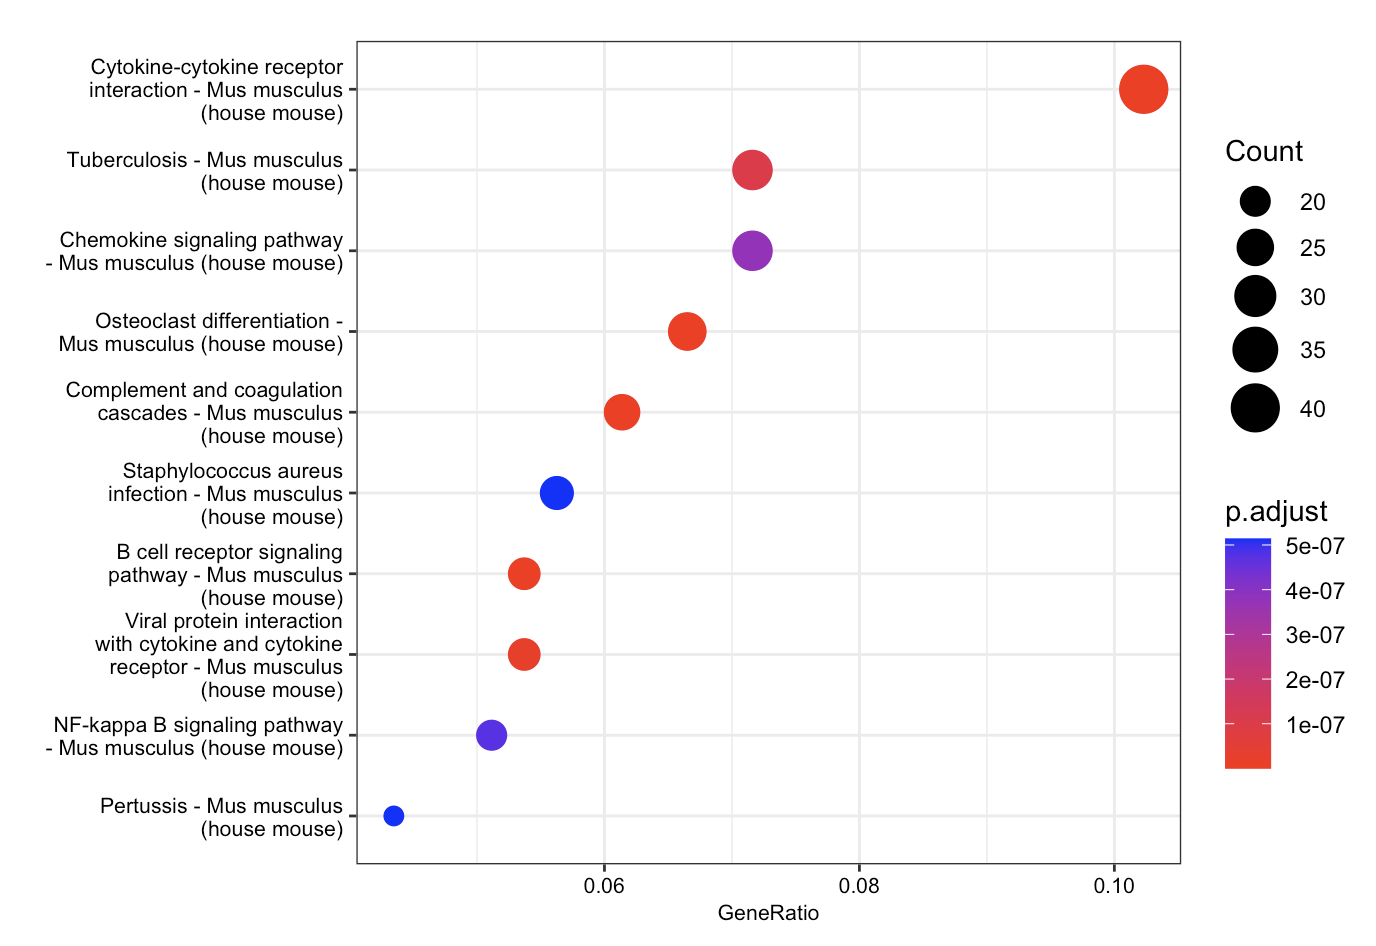 Cytokine-cytokine receptor
interaction - Mus musculus
(house mouse)
Tuberculosis - Mus musculus
(house mouse)
Chemokine signaling pathway
- Mus musculus (house mouse)
Osteoclast differentiation -
Mus musculus (house mouse)
Complement and coagulation
cascades - Mus musculus
(house mouse)
Staphylococcus aureus
infection - Mus musculus
(house mouse)
B cell receptor signaling
pathway - Mus musculus
(house mouse)
Viral protein interaction
with cytokine and cytokine
receptor - Mus musculus
(house mouse)
NF-kappa B signaling pathway
- Mus musculus (house mouse)
Pertussis - Mus musculus
(house mouse)
0.06
0.08
0.10
GeneRatio
Count
20
25
30
35
40
p.adjust
5e-07
4e-07
3e-07
2e-07
1e-07